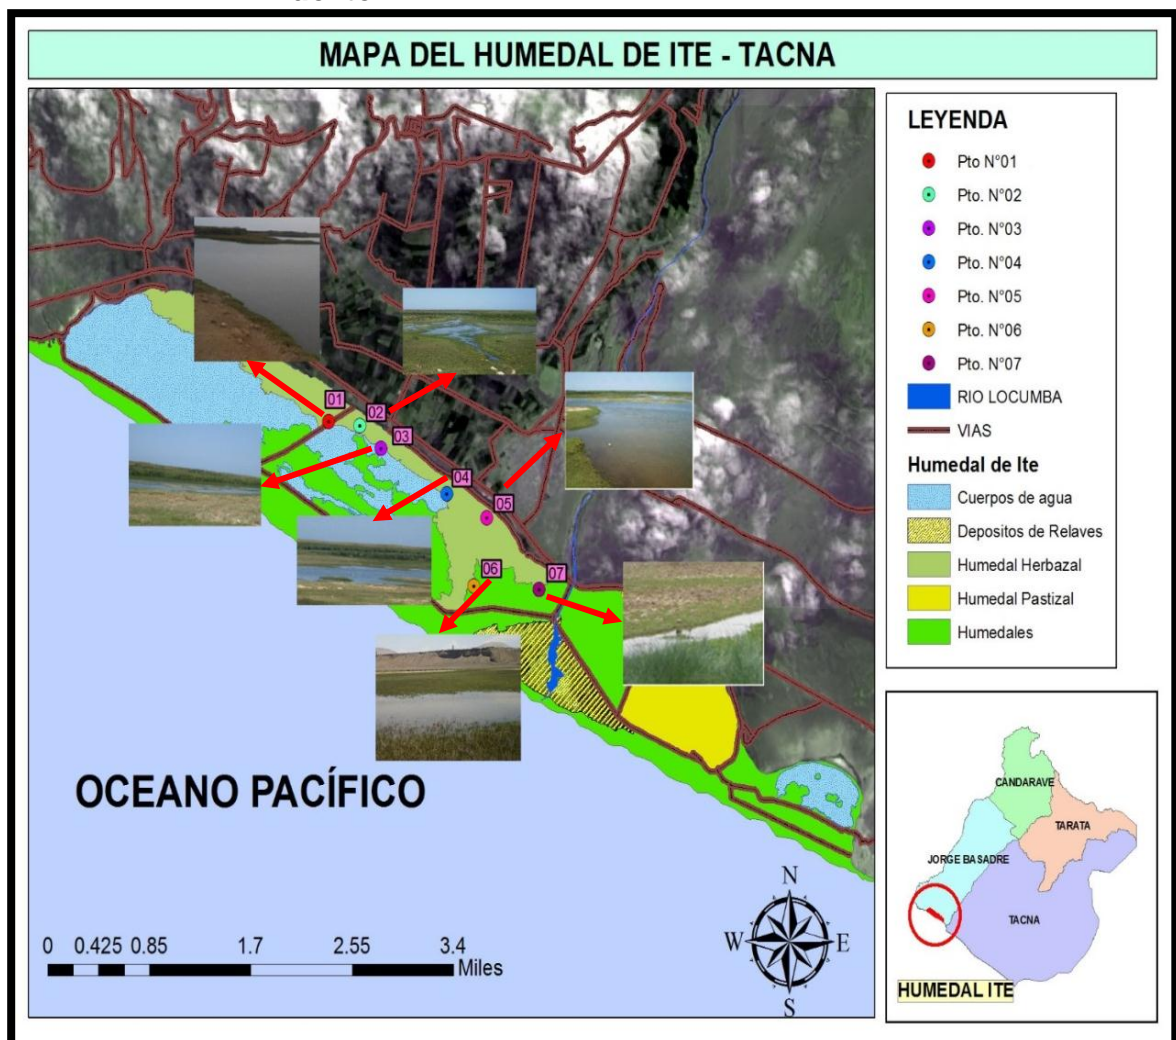 MAPA DEL HUMEDAL DE ITE - TACNA
LEYENDA
Pto N°01
Pto. N°02
Pto. N°03
Pto. N°04
Pto. N°05
Pto. N°06
Pto. N°07
RIO LOCUMBA
VIAS
Humedal de Ite
Cuerpos de agua
Depositos de Relaves
Humedal Herbazal
Humedal Pastizal
Humedales
01
02
03
04
05
06
07
OCEANO PACÍFICO
0 0.425 0.85 1.7 2.55 3.4
Miles
N
W E
S
CANDARAVE
TARATA
JORGE BASADRE
TACNA
HUMEDAL ITE